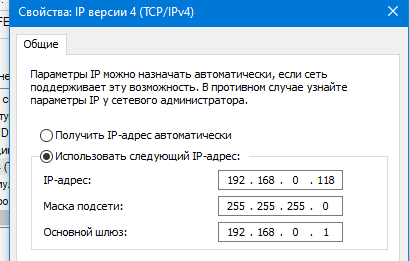 Свойства: IP версии 4 (TCP/IPv4)
Общие
Параметры IP можно назначать автоматически, если сеть
поддерживает эту возможность. В противном случае узнайте
параметры IP у сетевого администратора.
Получить IP-адрес автоматически
Использовать следующий IP-адрес:
IP-адрес: 192 . 168 . 0 . 118
Маска подсети: 255 . 255 . 255 . 0
Основной шлюз: 192 . 168 . 0 . 1